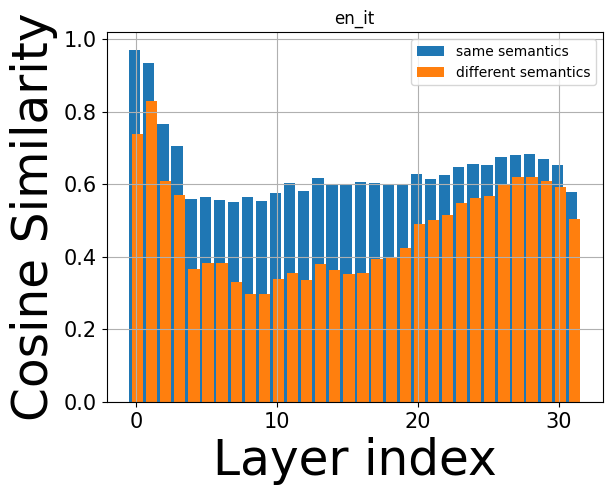 en_it
same semantics
different semantics
Cosine Similarity
1.0
0.8
0.6
0.4
0.2
0.0
0 10 20 30
Layer index